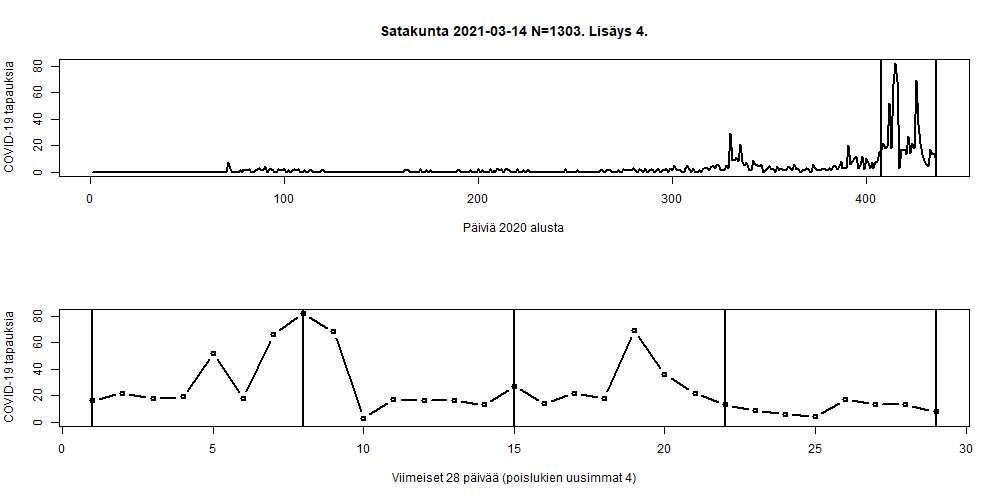 Satakunta 2021-03-14 N=1303. Lisäys 4.
COVID-19 tapauksia
80
60
40
20
0
0 100 200 300 400
Päiviä 2020 alusta
COVID-19 tapauksia
80
60
40
20
0
0 5 10 15 20 25 30
Viimeiset 28 päivää (poislukien uusimmat 4)